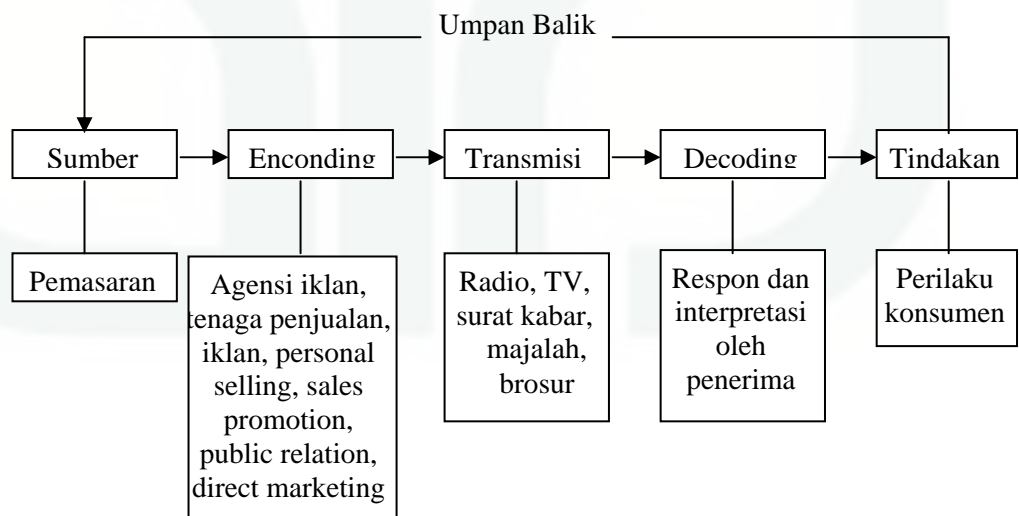 Umpan Balik
Sumber
Enconding
Transmisi
Decoding
Tindakan
Pemasaran
Agensi iklan,
tenaga penjualan,
iklan, personal
selling, sales
promotion,
public relation,
direct marketing
Radio, TV,
surat kabar,
majalah,
brosur
Respon dan
interpretasi
oleh
penerima
Perilaku
konsumen